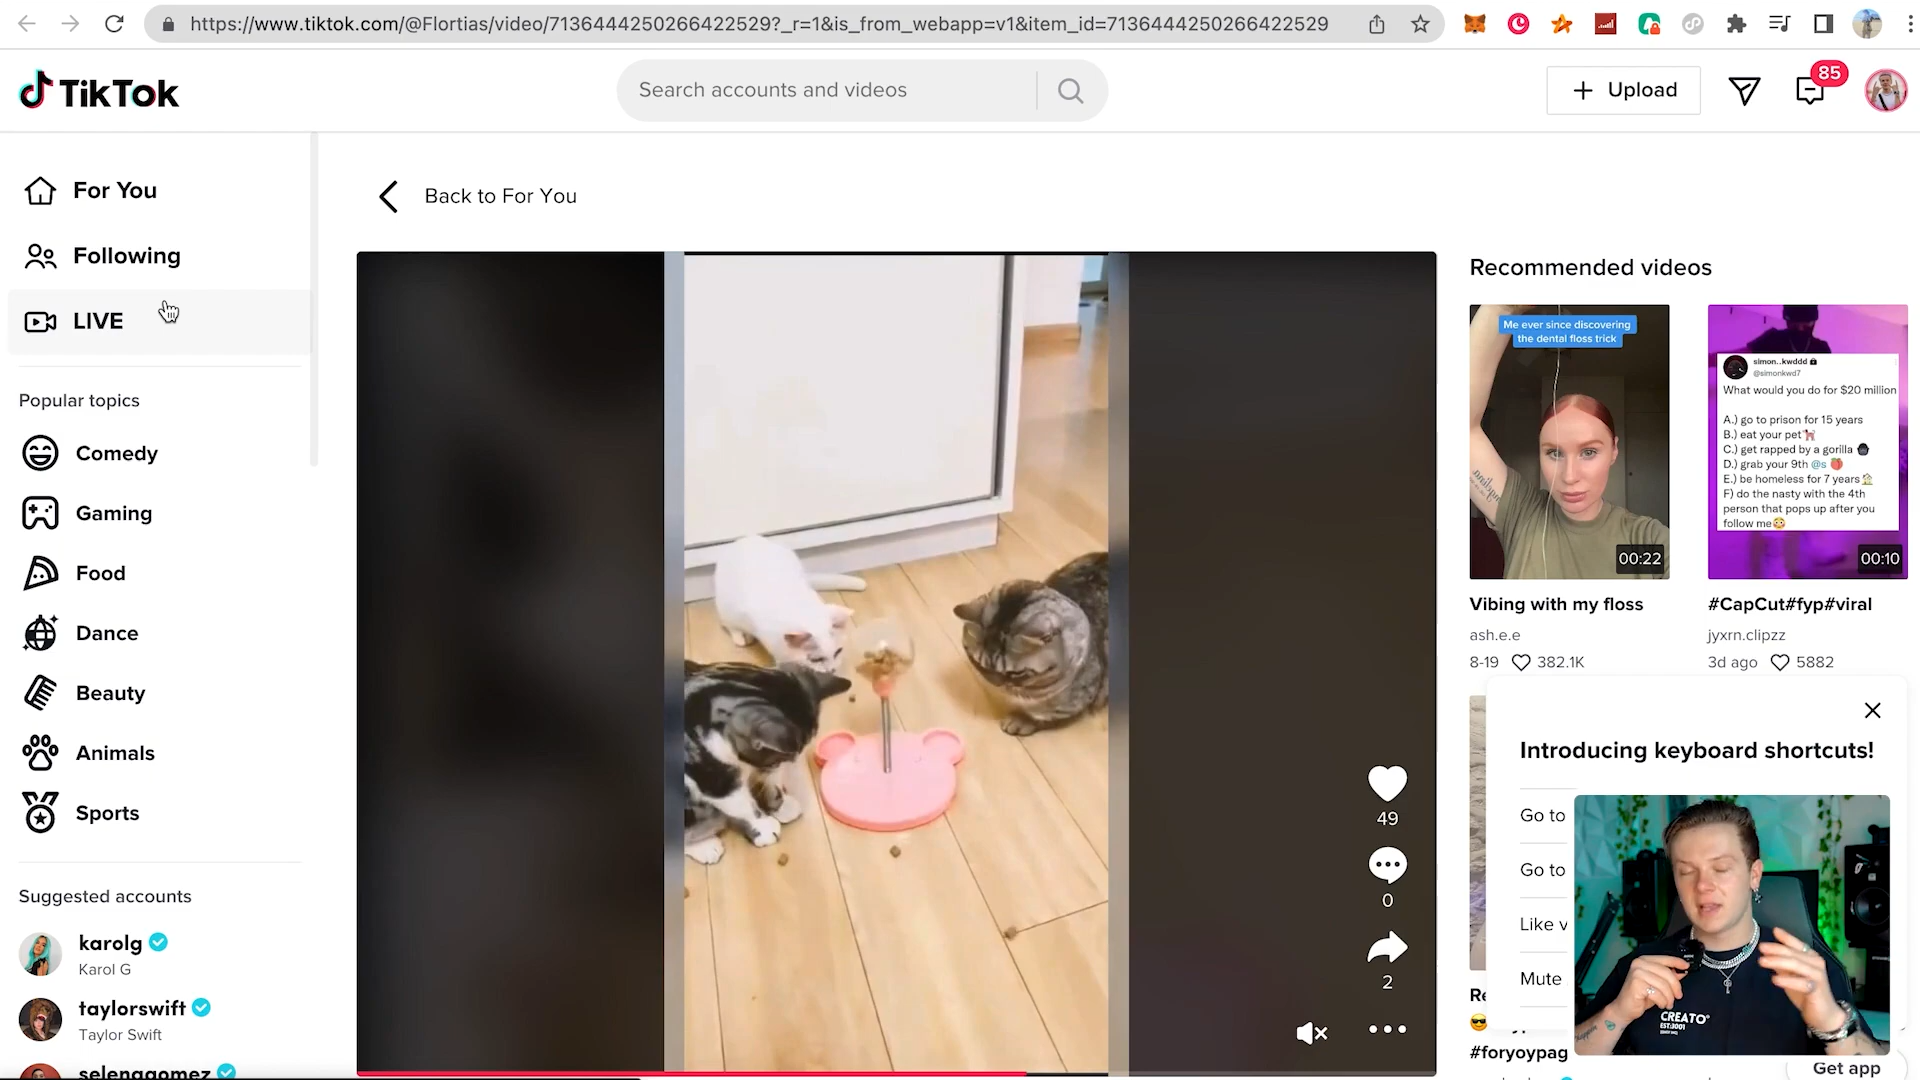 https://www.tiktok.com/@Flortias/video/7136444250266422529?_r=1&is_from_webapp=v1&item_id=7136444250266422529
TikTok
Search accounts and videos
Upload
85
For You
Following
LIVE
Popular topics
Comedy
Gaming
Food
Dance
Beauty
Animals
Sports
Suggested accounts
karolg
Karol G
taylorswift
Taylor Swift
selenagomez
Back to For You
49
0
2
Recommended videos
Me ever since discovering
the dental floss trick
00:22
Vibing with my floss
ash.e.e
8-19 382.1K
simon..kwddd
@simonkwd7
What would you do for $20 million
A.) go to prison for 15 years
B.) eat your pet🐩
C.) get rapped by a gorilla 🦍
D.) grab your 9th @s 🍑
E.) be homeless for 7 years🏚
F) do the nasty with the 4th
person that pops up after you
follow me😳
00:10
#CapCut#fyp#viral
jyxrn.clipzz
3d ago 5882
Introducing keyboard shortcuts!
Go to
Go to
Like v
Mute
CREATO
EST:3001
#foryoypag
Get app